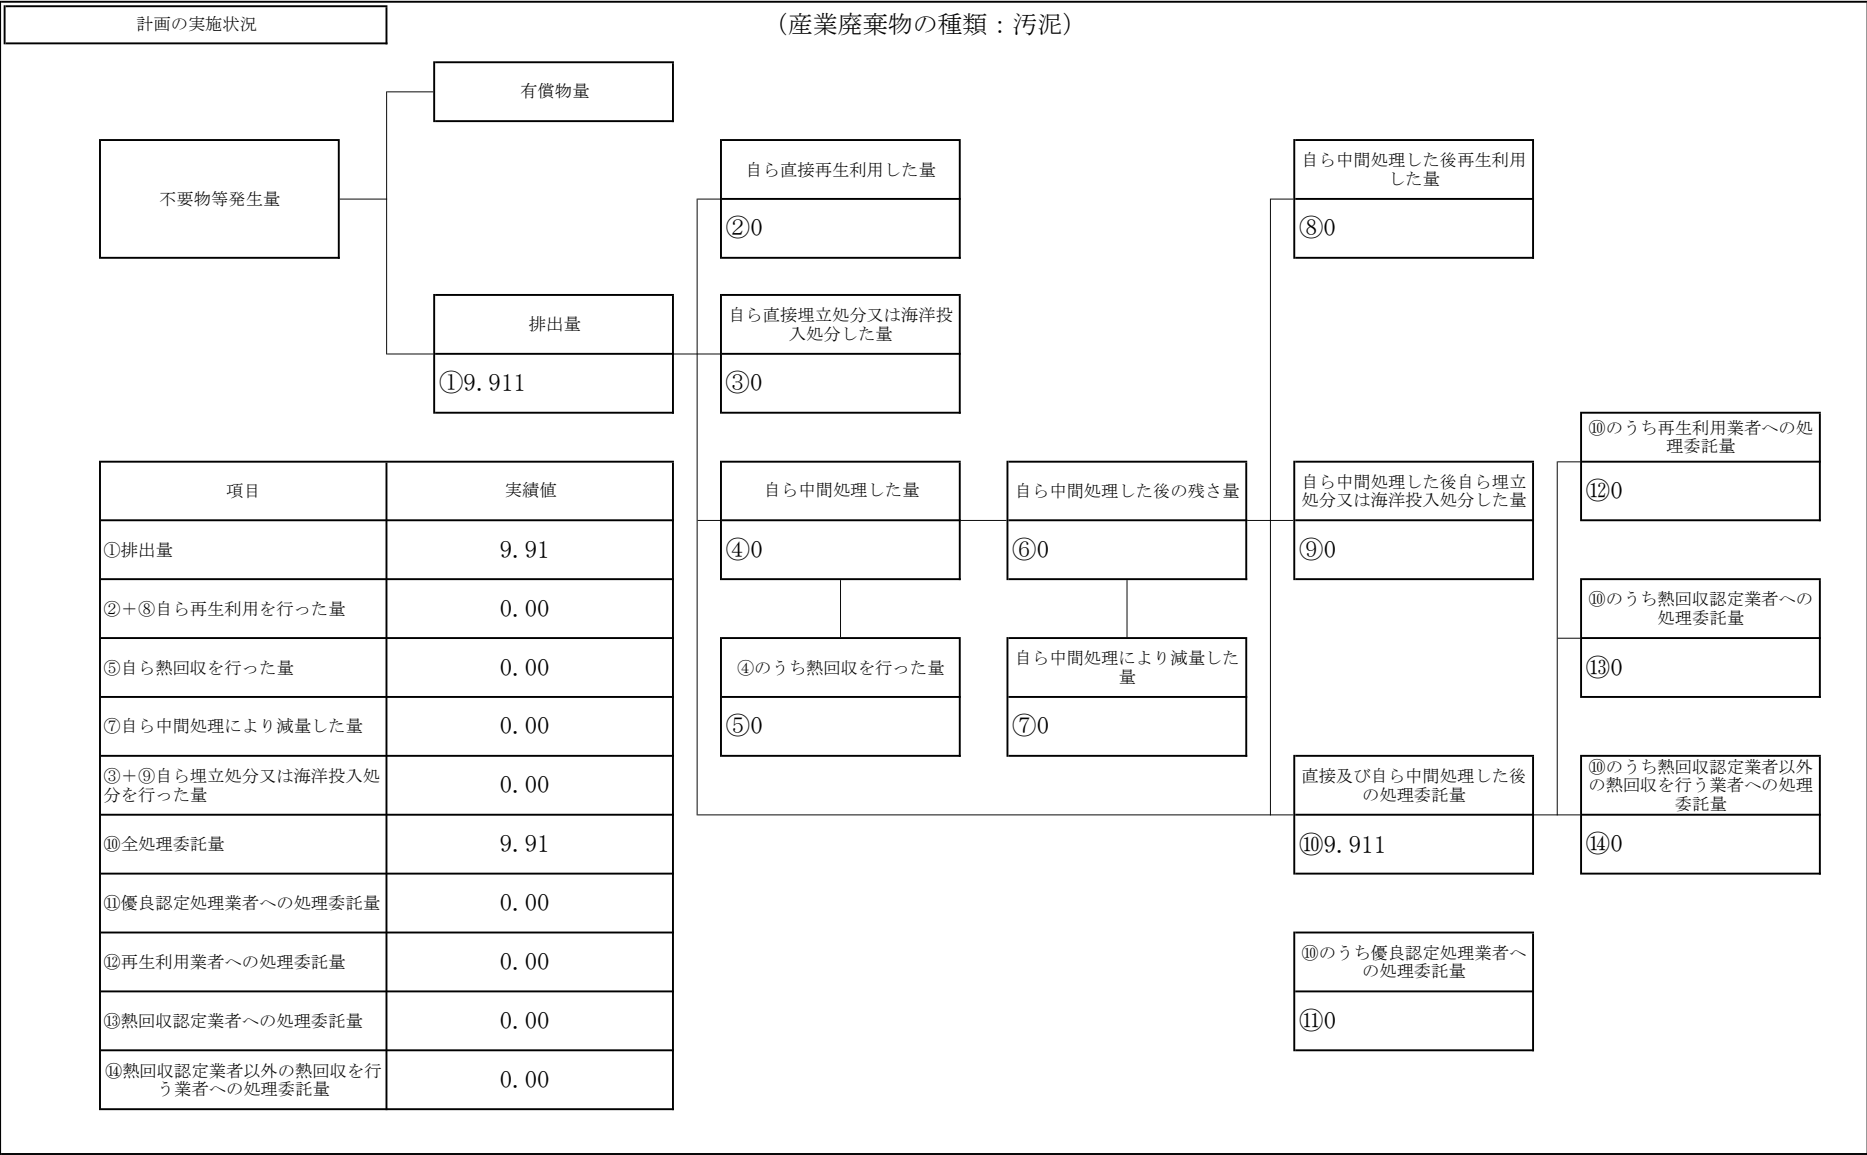 計画の実施状況
(産業廃棄物の種類：汚泥)
有償物量
不要物等発生量
自ら直接再生利用した量
②0
自ら中間処理した後再生利用
した量
⑧0
排出量
①9.911
自ら直接埋立処分又は海洋投
入処分した量
③0
⑩のうち再生利用業者への処
理委託量
⑫0
自ら中間処理した量
④0
自ら中間処理した後の残さ量
⑥0
自ら中間処理した後自ら埋立
処分又は海洋投入処分した量
⑨0
⑩のうち熱回収認定業者への
処理委託量
⑬0
④のうち熱回収を行った量
⑤0
自ら中間処理により減量した
量
⑦0
直接及び自ら中間処理した後
の処理委託量
⑩9.911
⑩のうち熱回収認定業者以外
の熱回収を行う業者への処理
委託量
⑭0
⑩のうち優良認定処理業者へ
の処理委託量
⑪0
項目 実績値
①排出量 9.91
②＋⑧自ら再生利用を行った量 0.00
⑤自ら熱回収を行った量 0.00
⑦自ら中間処理により減量した量 0.00
③＋⑨自ら埋立処分又は海洋投入処
分を行った量 0.00
⑩全処理委託量 9.91
⑪優良認定処理業者への処理委託量 0.00
⑫再生利用業者への処理委託量 0.00
⑬熱回収認定業者への処理委託量 0.00
⑭熱回収認定業者以外の熱回収を行
う業者への処理委託量 0.00